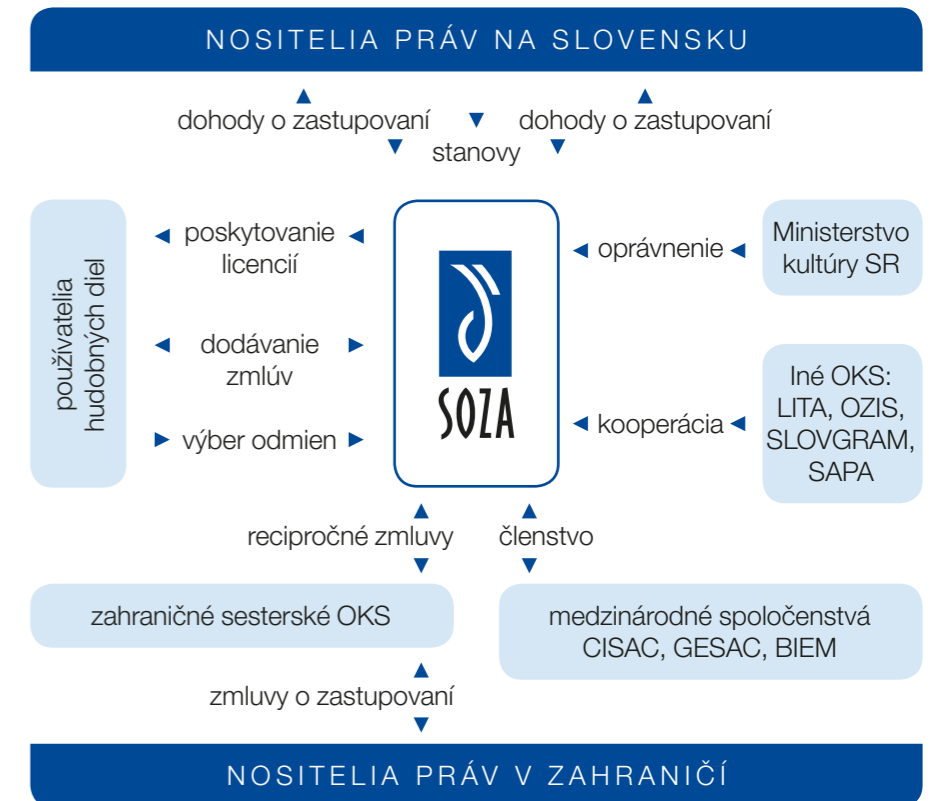 NOSITELIA PRÁV NA SLOVENSKU
dohody o zastupovaní
dohody o zastupovaní
stanovy
používatelia
hudobných diel
poskytovanie
licencií
dodávanie
zmlúv
výber odmien
SOZA
oprávnenie
Ministerstvo
kultúry SR
kooperácia
Iné OKS:
LITA, OZIS,
SLOVGRAM,
SAPA
recipročné zmluvy
členstvo
zahraničné sesterské OKS
medzinárodné spoločenstvá
CISAC, GESAC, BIEM
zmluvy o zastupovaní
NOSITELIA PRÁV V ZAHRANIČÍ